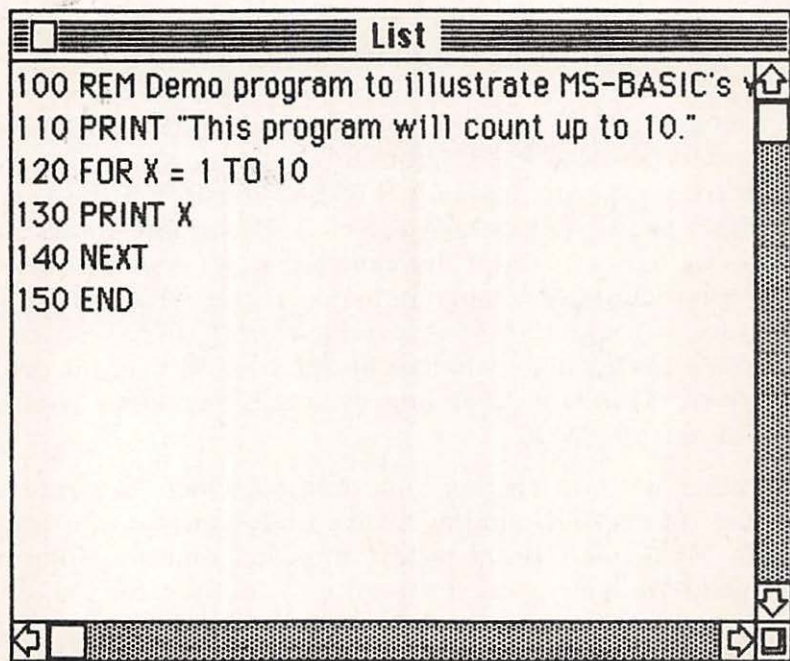 List
100 REM Demo program to illustrate MS-BASIC's
110 PRINT "This program will count up to 10."
120 FOR X = 1 TO 10
130 PRINT X
140 NEXT
150 END